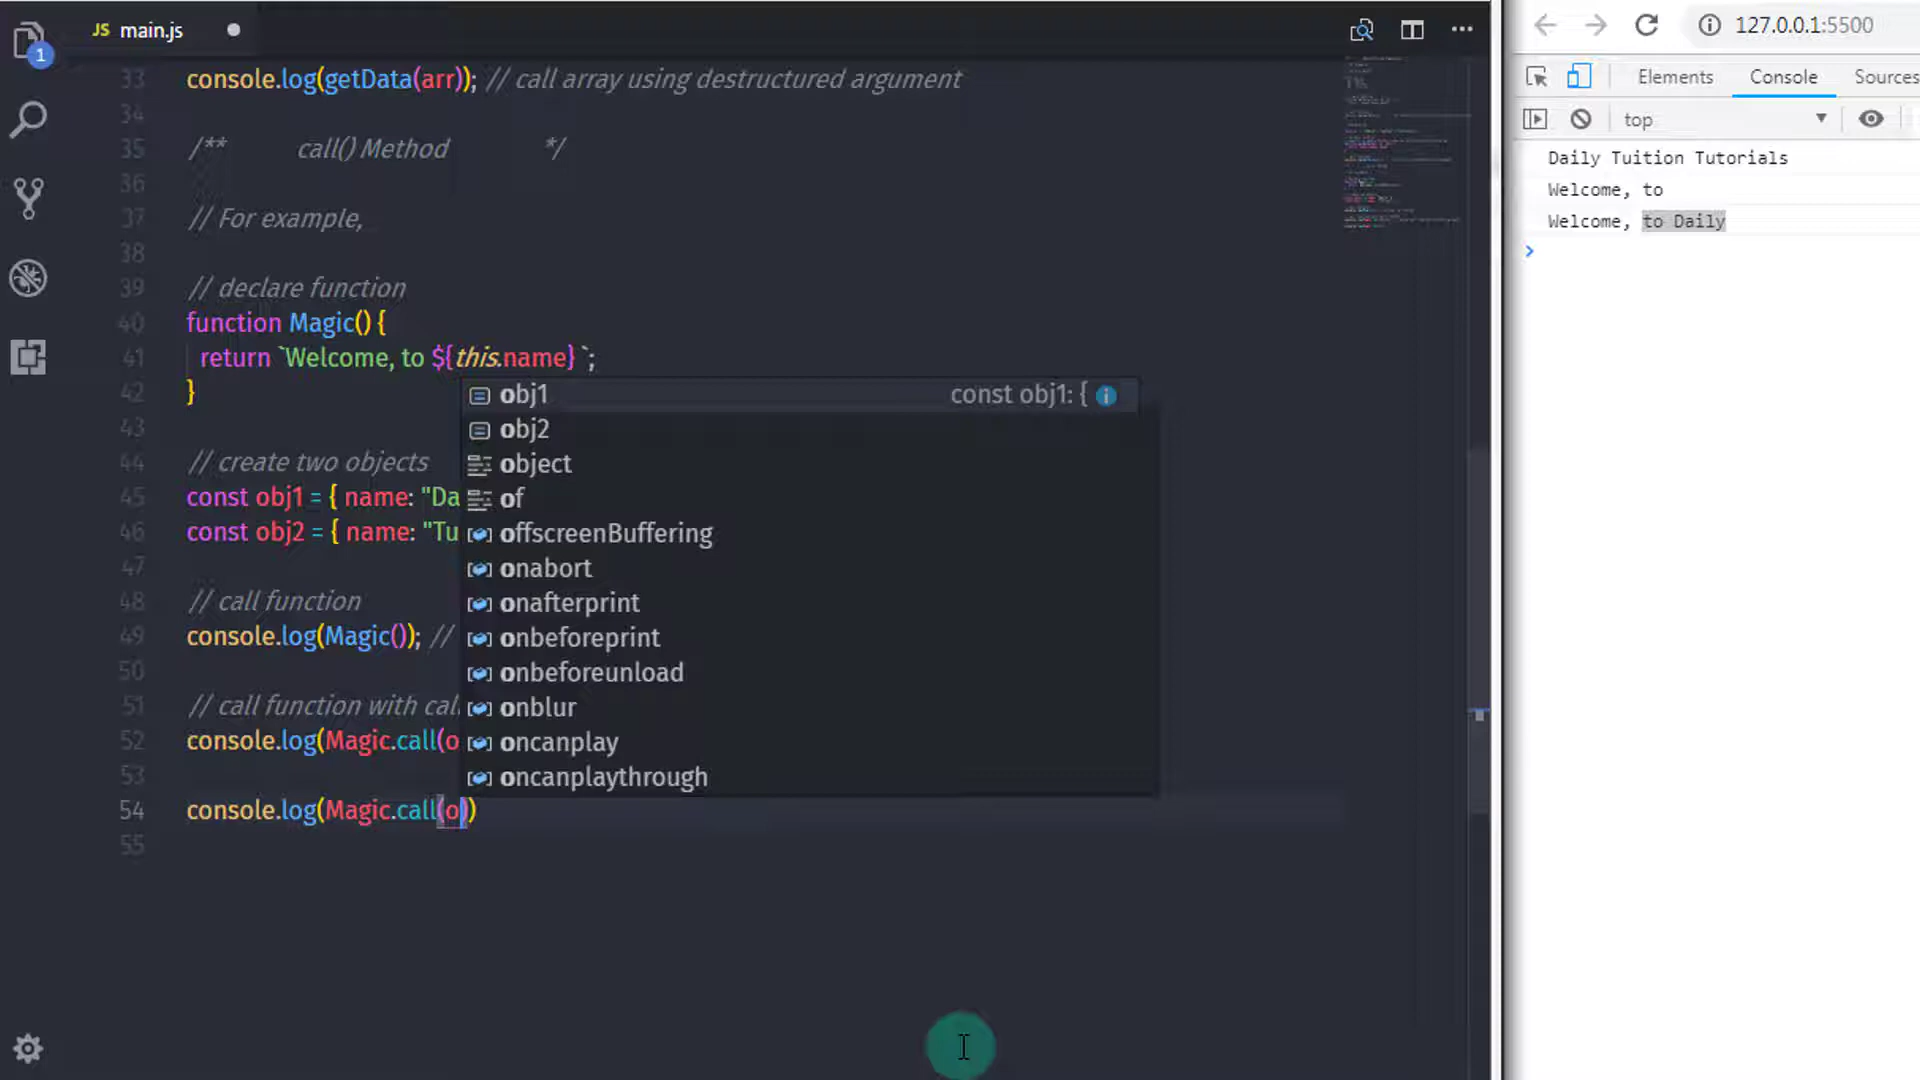 1
JS main.js
33 console.log(getData(arr)); // call array using destructured argument
34
35 /** call() Method */
36
37 // For example,
38
39 // declare function
40 function Magic() {
41 return `Welcome, to ${this.name} `;
42 }
43
44 // create two objects
45 const obj1 = { name: "Da
46 const obj2 = { name: "Tu
47
48 // call function
49 console.log(Magic()); //
50
51 // call function with cal
52 console.log(Magic.call(o
53
54 console.log(Magic.call(o))
55
obj1 const obj1: {
obj2
object
of
offscreenBuffering
onabort
onafterprint
onbeforeprint
onbeforeunload
onblur
oncanplay
oncanplaythrough
127.0.0.1:5500
Elements Console Sources
top
Daily Tuition Tutorials
Welcome, to
Welcome, to Daily